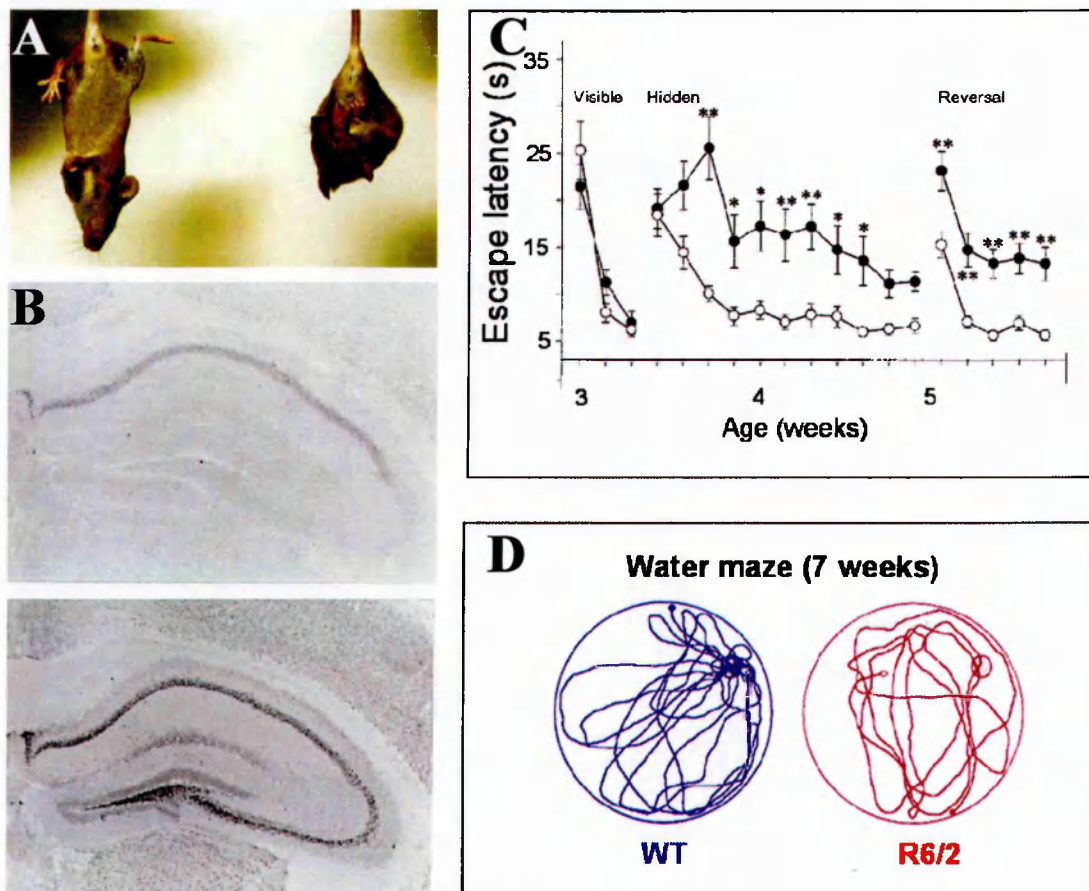 A
B
C
Escape latency (s)
35
25
15
5
Visible Hidden Reversal
**
*
*
**
**
*
*
**
**
**
**
**
3 4 5
Age (weeks)
D
Water maze (7 weeks)
WT R6/2